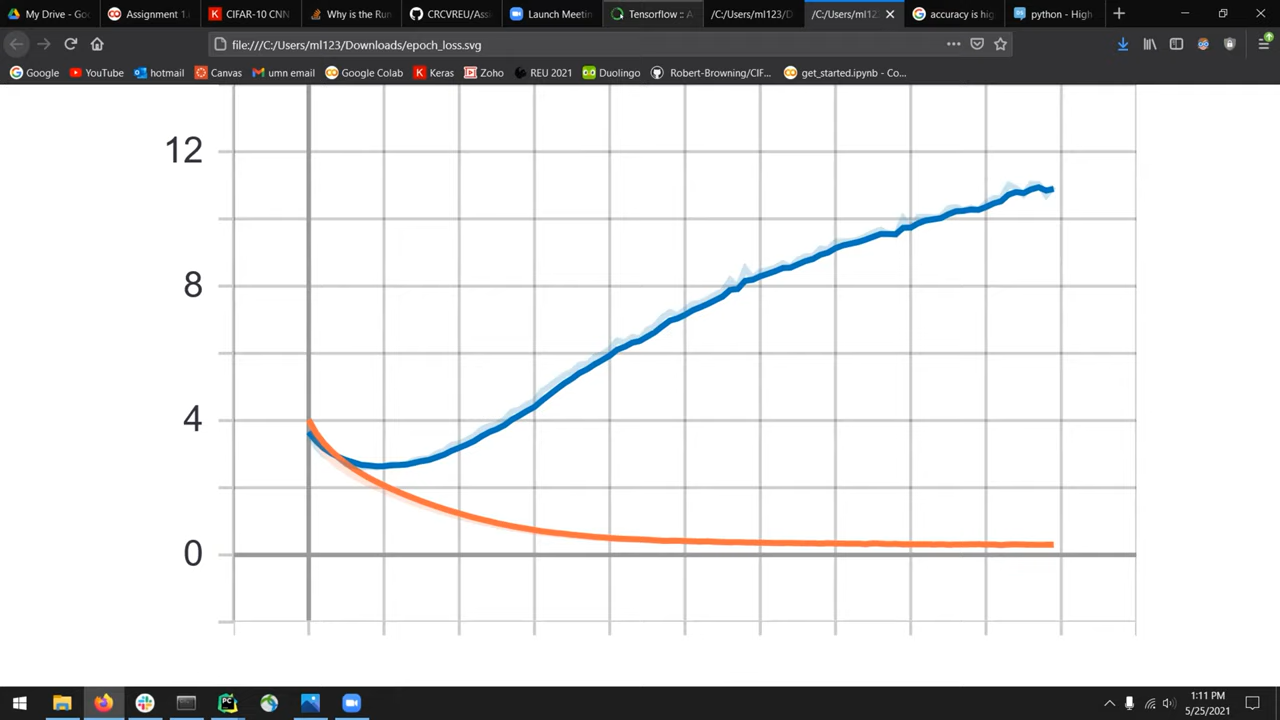 My Drive - Goo
Assignment 1.
CIFAR-10 CNN
Why is the Run
CRCVREU/Assi
Launch Meetin
Tensorflow :: A
/C:/Users/ml123/D
/C:/Users/ml123
accuracy is hig
python - High
file:///C:/Users/ml123/Downloads/epoch_loss.svg
Google
YouTube
hotmail
Canvas
umn email
Google Colab
Keras
Zoho
REU 2021
Duolingo
Robert-Browning/CIF...
get_started.ipynb - Co...
12
8
4
0
1:11 PM
5/25/2021